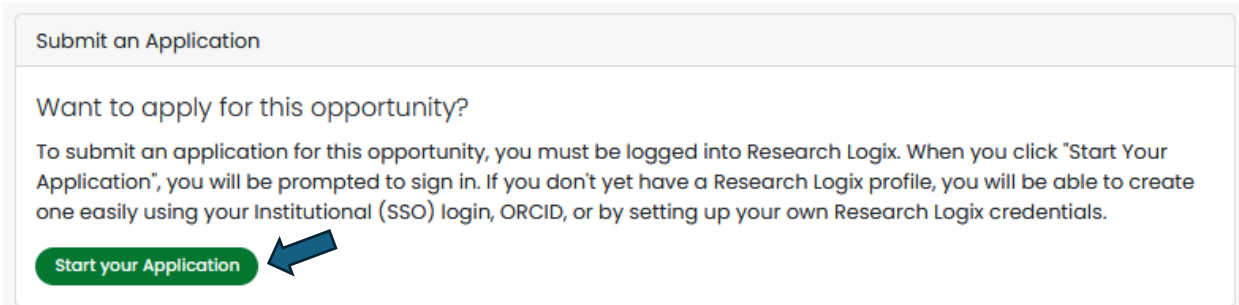 Submit an Application
Want to apply for this opportunity?
To submit an application for this opportunity, you must be logged into Research Logix. When you click "Start Your
Application", you will be prompted to sign in. If you don't yet have a Research Logix profile, you will be able to create
one easily using your Institutional (SSO) login, ORCID, or by setting up your own Research Logix credentials.
Start your Application